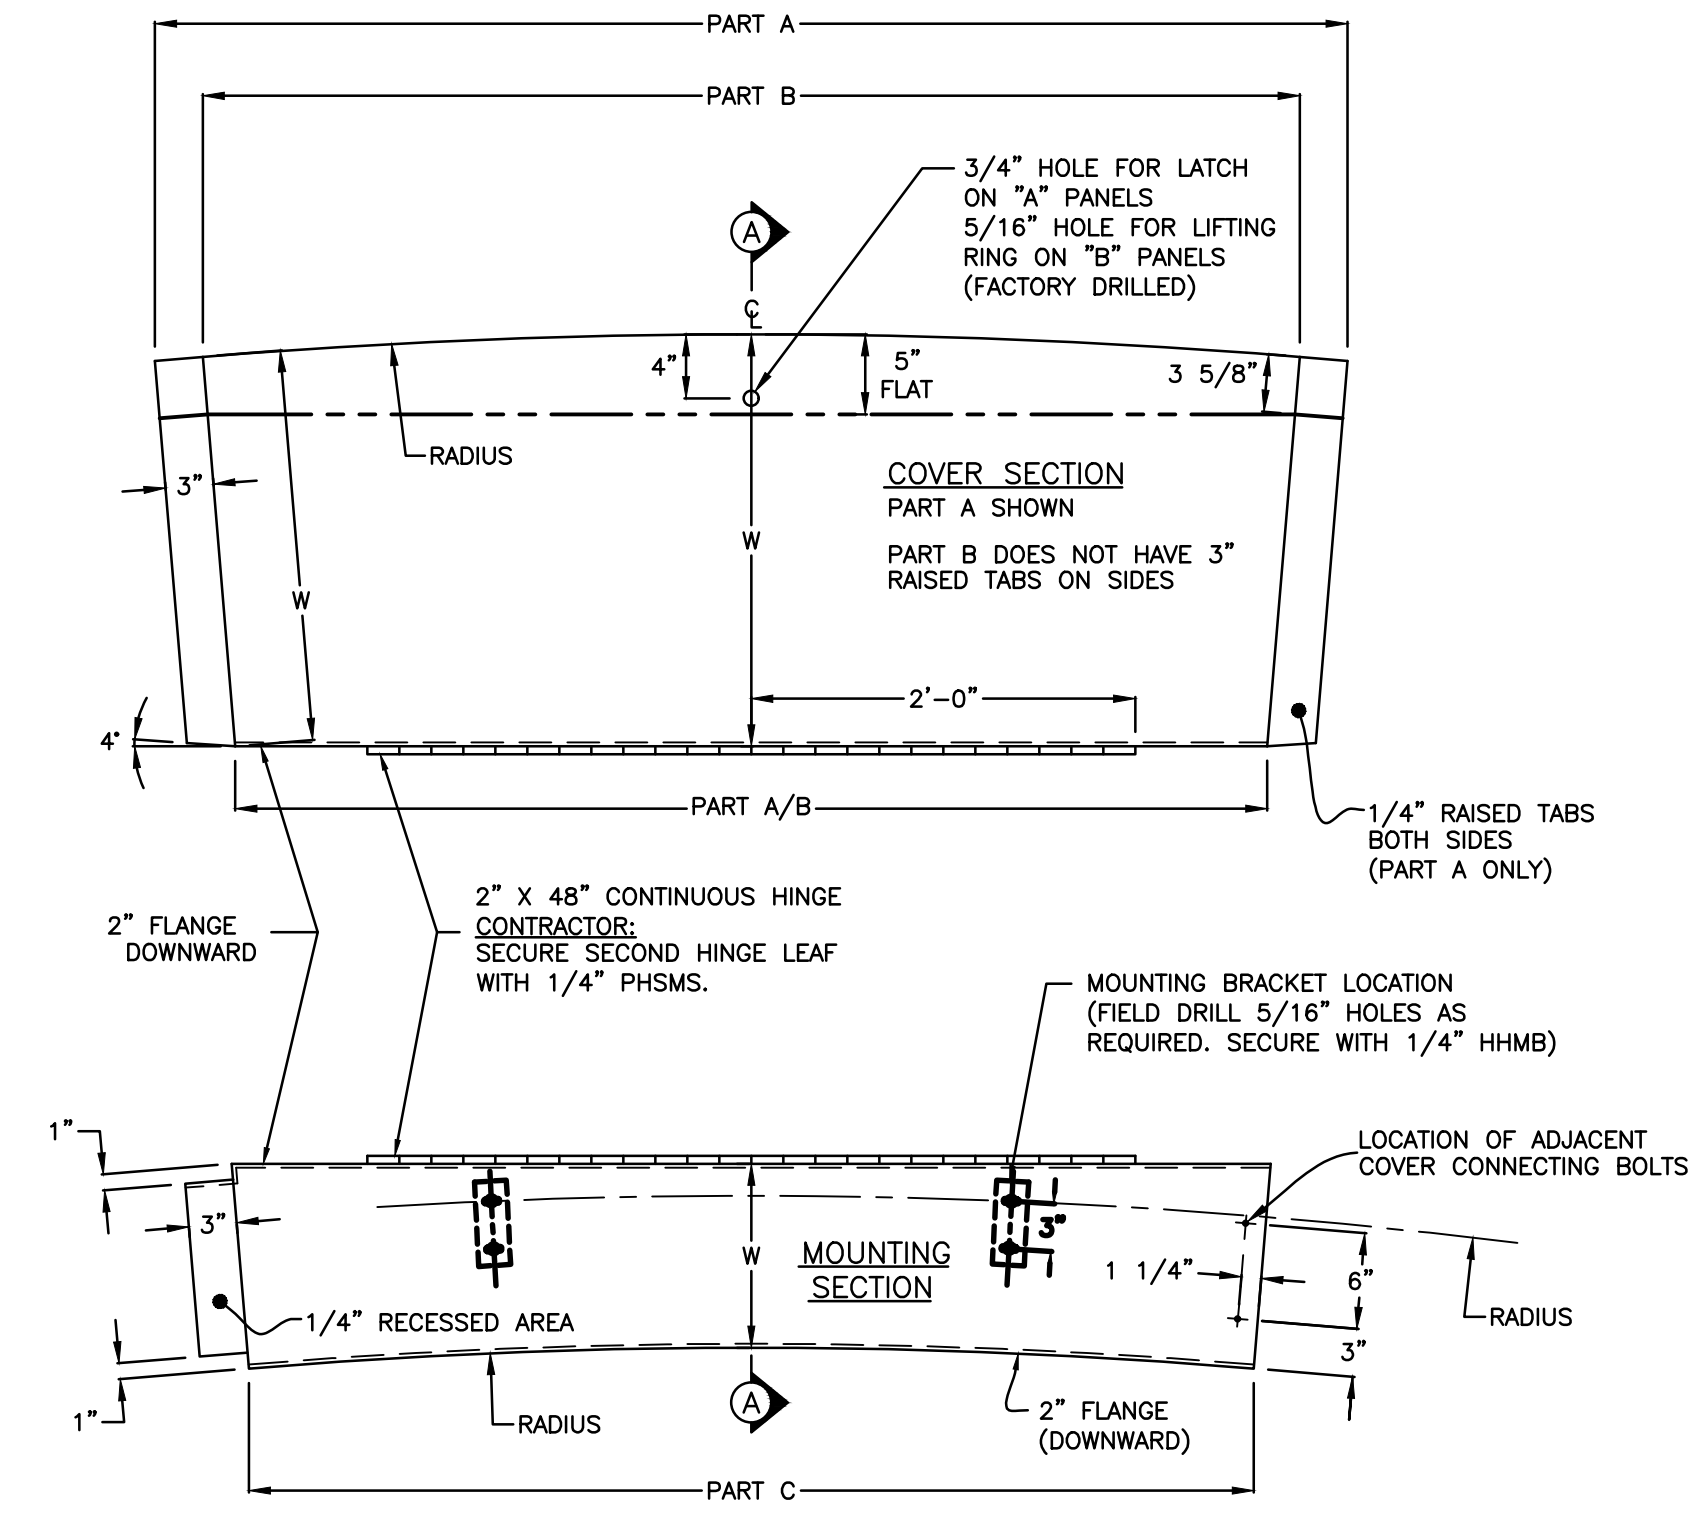 PART A
PART B
3/4" HOLE FOR LATCH
ON "A" PANELS
5/16" HOLE FOR LIFTING
RING ON "B" PANELS
(FACTORY DRILLED)
A
℄
4"
5"
FLAT
3 5/8"
RADIUS
3"
COVER SECTION
PART A SHOWN
PART B DOES NOT HAVE 3"
RAISED TABS ON SIDES
W
W
2'-0"
4°
PART A/B
1/4" RAISED TABS
BOTH SIDES
(PART A ONLY)
2" FLANGE
DOWNWARD
2" X 48" CONTINUOUS HINGE
CONTRACTOR:
SECURE SECOND HINGE LEAF
WITH 1/4" PHSMS.
MOUNTING BRACKET LOCATION
(FIELD DRILL 5/16" HOLES AS
REQUIRED. SECURE WITH 1/4" HHMB)
1"
LOCATION OF ADJACENT
COVER CONNECTING BOLTS
3"
3"
W
MOUNTING
SECTION
1 1/4"
6"
RADIUS
1/4" RECESSED AREA
3"
1"
RADIUS
A
2" FLANGE
(DOWNWARD)
PART C